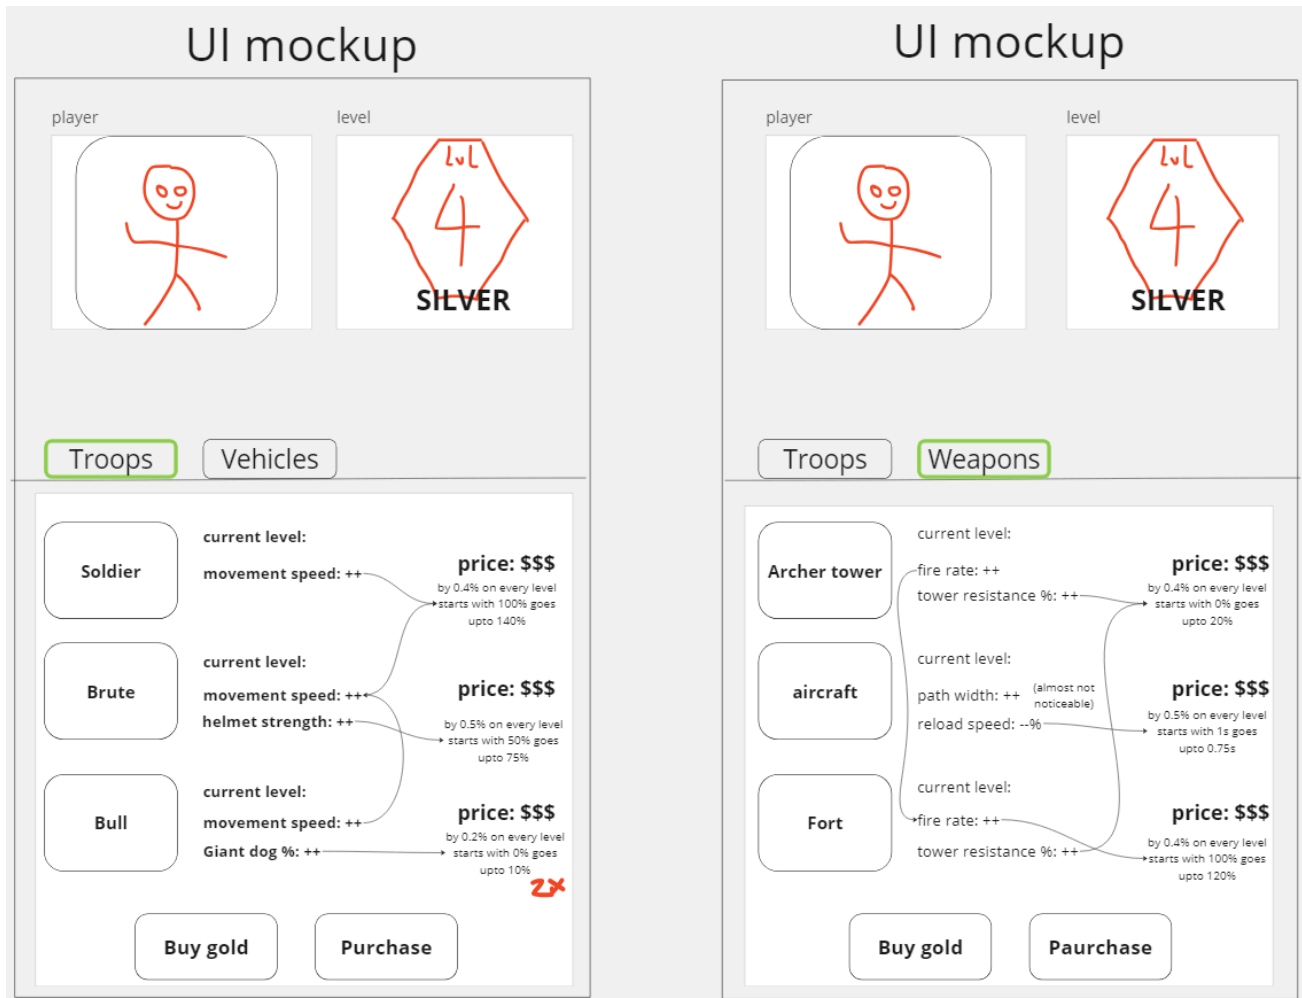 UI mockup
player
level
lvl
4
SILVER
Troops
Vehicles
Soldier
current level:
movement speed: ++
price: $$$
by 0.4% on every level
starts with 100% goes
upto 140%
Brute
current level:
movement speed: ++
helmet strength: ++
price: $$$
by 0.5% on every level
starts with 50% goes
upto 75%
Bull
current level:
movement speed: ++
Giant dog %: ++
price: $$$
by 0.2% on every level
starts with 0% goes
upto 10%
2x
Buy gold
Purchase
UI mockup
player
level
lvl
4
SILVER
Troops
Weapons
Archer tower
current level:
fire rate: ++
tower resistance %: ++
price: $$$
by 0.4% on every level
starts with 0% goes
upto 20%
aircraft
current level:
path width: ++
(almost not
noticeable)
reload speed: --%
price: $$$
by 0.5% on every level
starts with 1s goes
upto 0.75s
Fort
current level:
fire rate: ++
tower resistance %: ++
price: $$$
by 0.4% on every level
starts with 100% goes
upto 120%
Buy gold
Paurchase